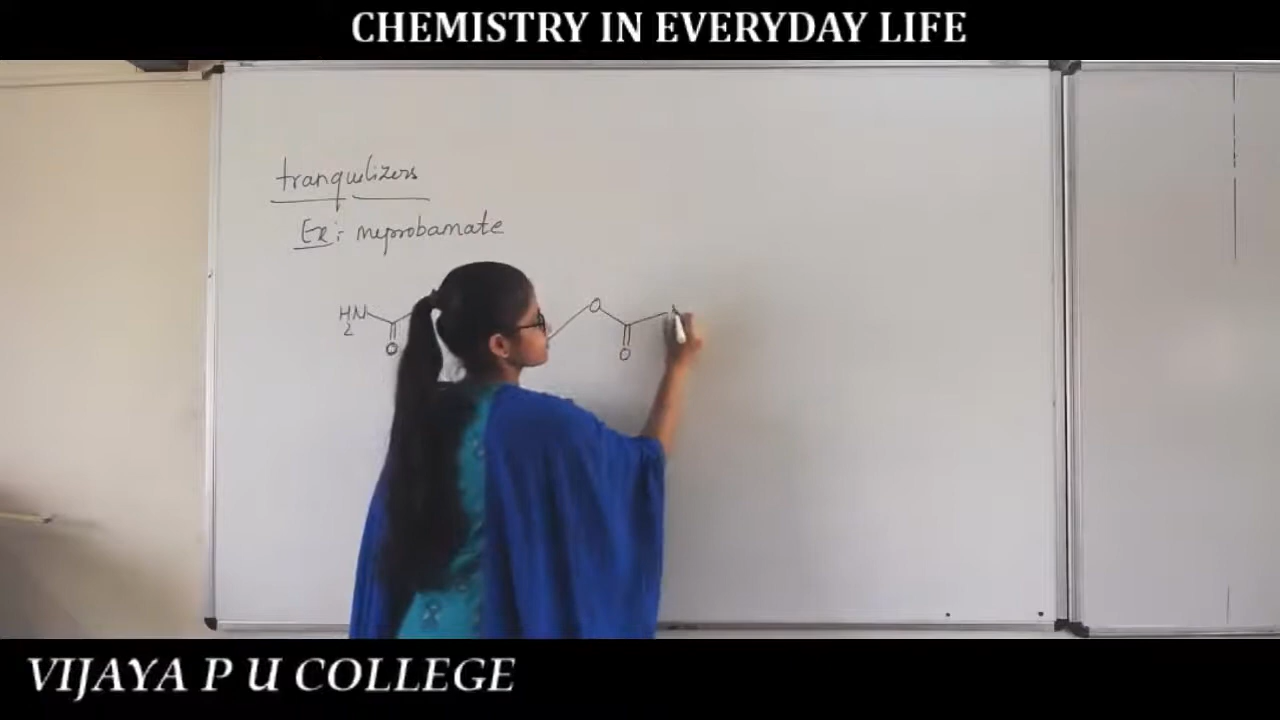 CHEMISTRY IN EVERYDAY LIFE
tranquilizers
Ex:- meprobamate
H2N O O O
VIJAYA P U COLLEGE